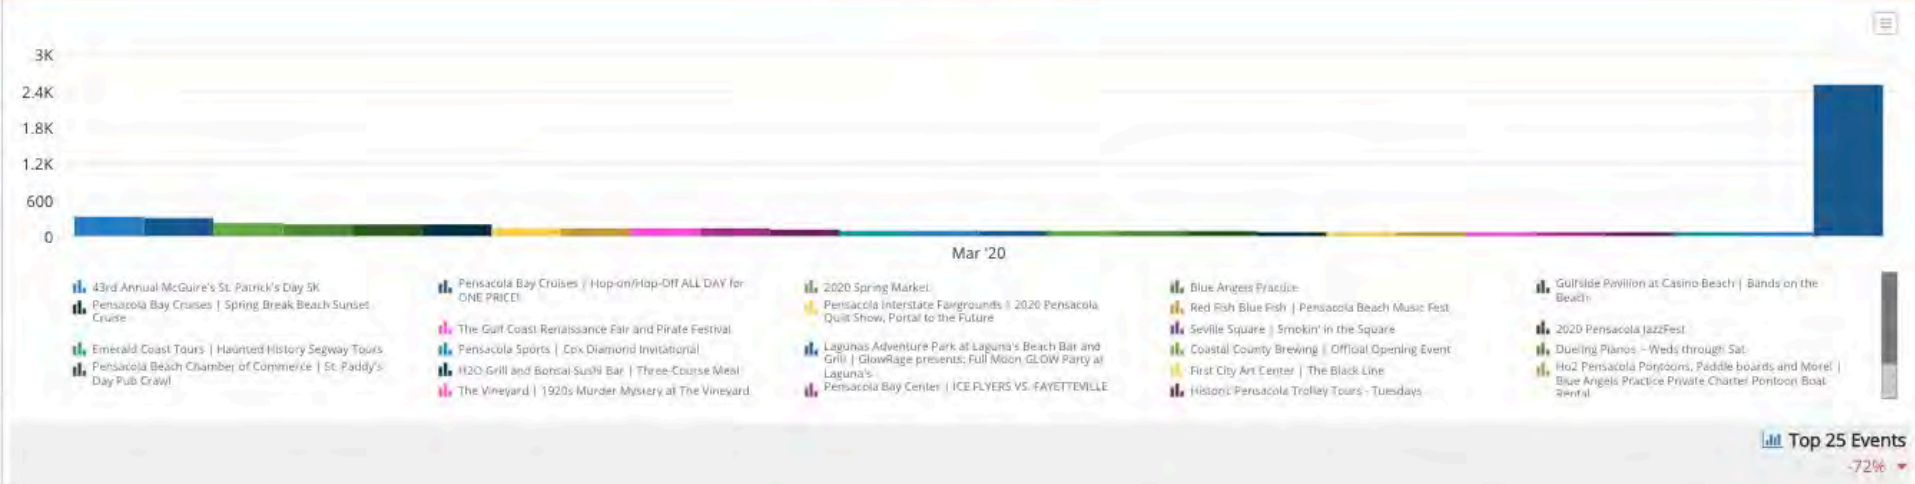 3K
2.4K
1.8K
1.2K
600
0
Mar '20
43rd Annual McGuire's St. Patrick's Day 5K
Pensacola Bay Cruises | Spring Break Beach Sunset
Cruise
Emerald Coast Tours | Haunted History Segway Tours
Pensacola Beach Chamber of Commerce | St. Paddy's
Day Pub Crawl
Pensacola Bay Cruises | Hop-on/Hop-Off ALL DAY for
ONE PRICE!
The Gulf Coast Renaissance Fair and Pirate Festival
Pensacola Sports | Cox Diamond Invitational
H2O Grill and Bonsai Sushi Bar | Three-Course Meal
The Vineyard | 1920s Murder Mystery at The Vineyard
2020 Spring Market
Pensacola Interstate Fairgrounds | 2020 Pensacola
Quilt Show, Portal to the Future
Lagunas Adventure Park at Laguna's Beach Bar and
Grill | GlowRage presents: Full Moon GLOW Party at
Laguna's
Pensacola Bay Center | ICE FLYERS VS. FAYETTEVILLE
Blue Angels Practice
Red Fish Blue Fish | Pensacola Beach Music Fest
Seville Square | Smokin' in the Square
Coastal County Brewing | Official Opening Event
First City Art Center | The Black Line
Historic Pensacola Trolley Tours - Tuesdays
Gulfside Pavilion at Casino Beach | Bands on the
Beach
2020 Pensacola JazzFest
Dueling Pianos - Weds through Sat
Ho2 Pensacola Pontoons, Paddle boards and More! |
Blue Angels Practice Private Charter Pontoon Boat
Rental
Top 25 Events
-72%